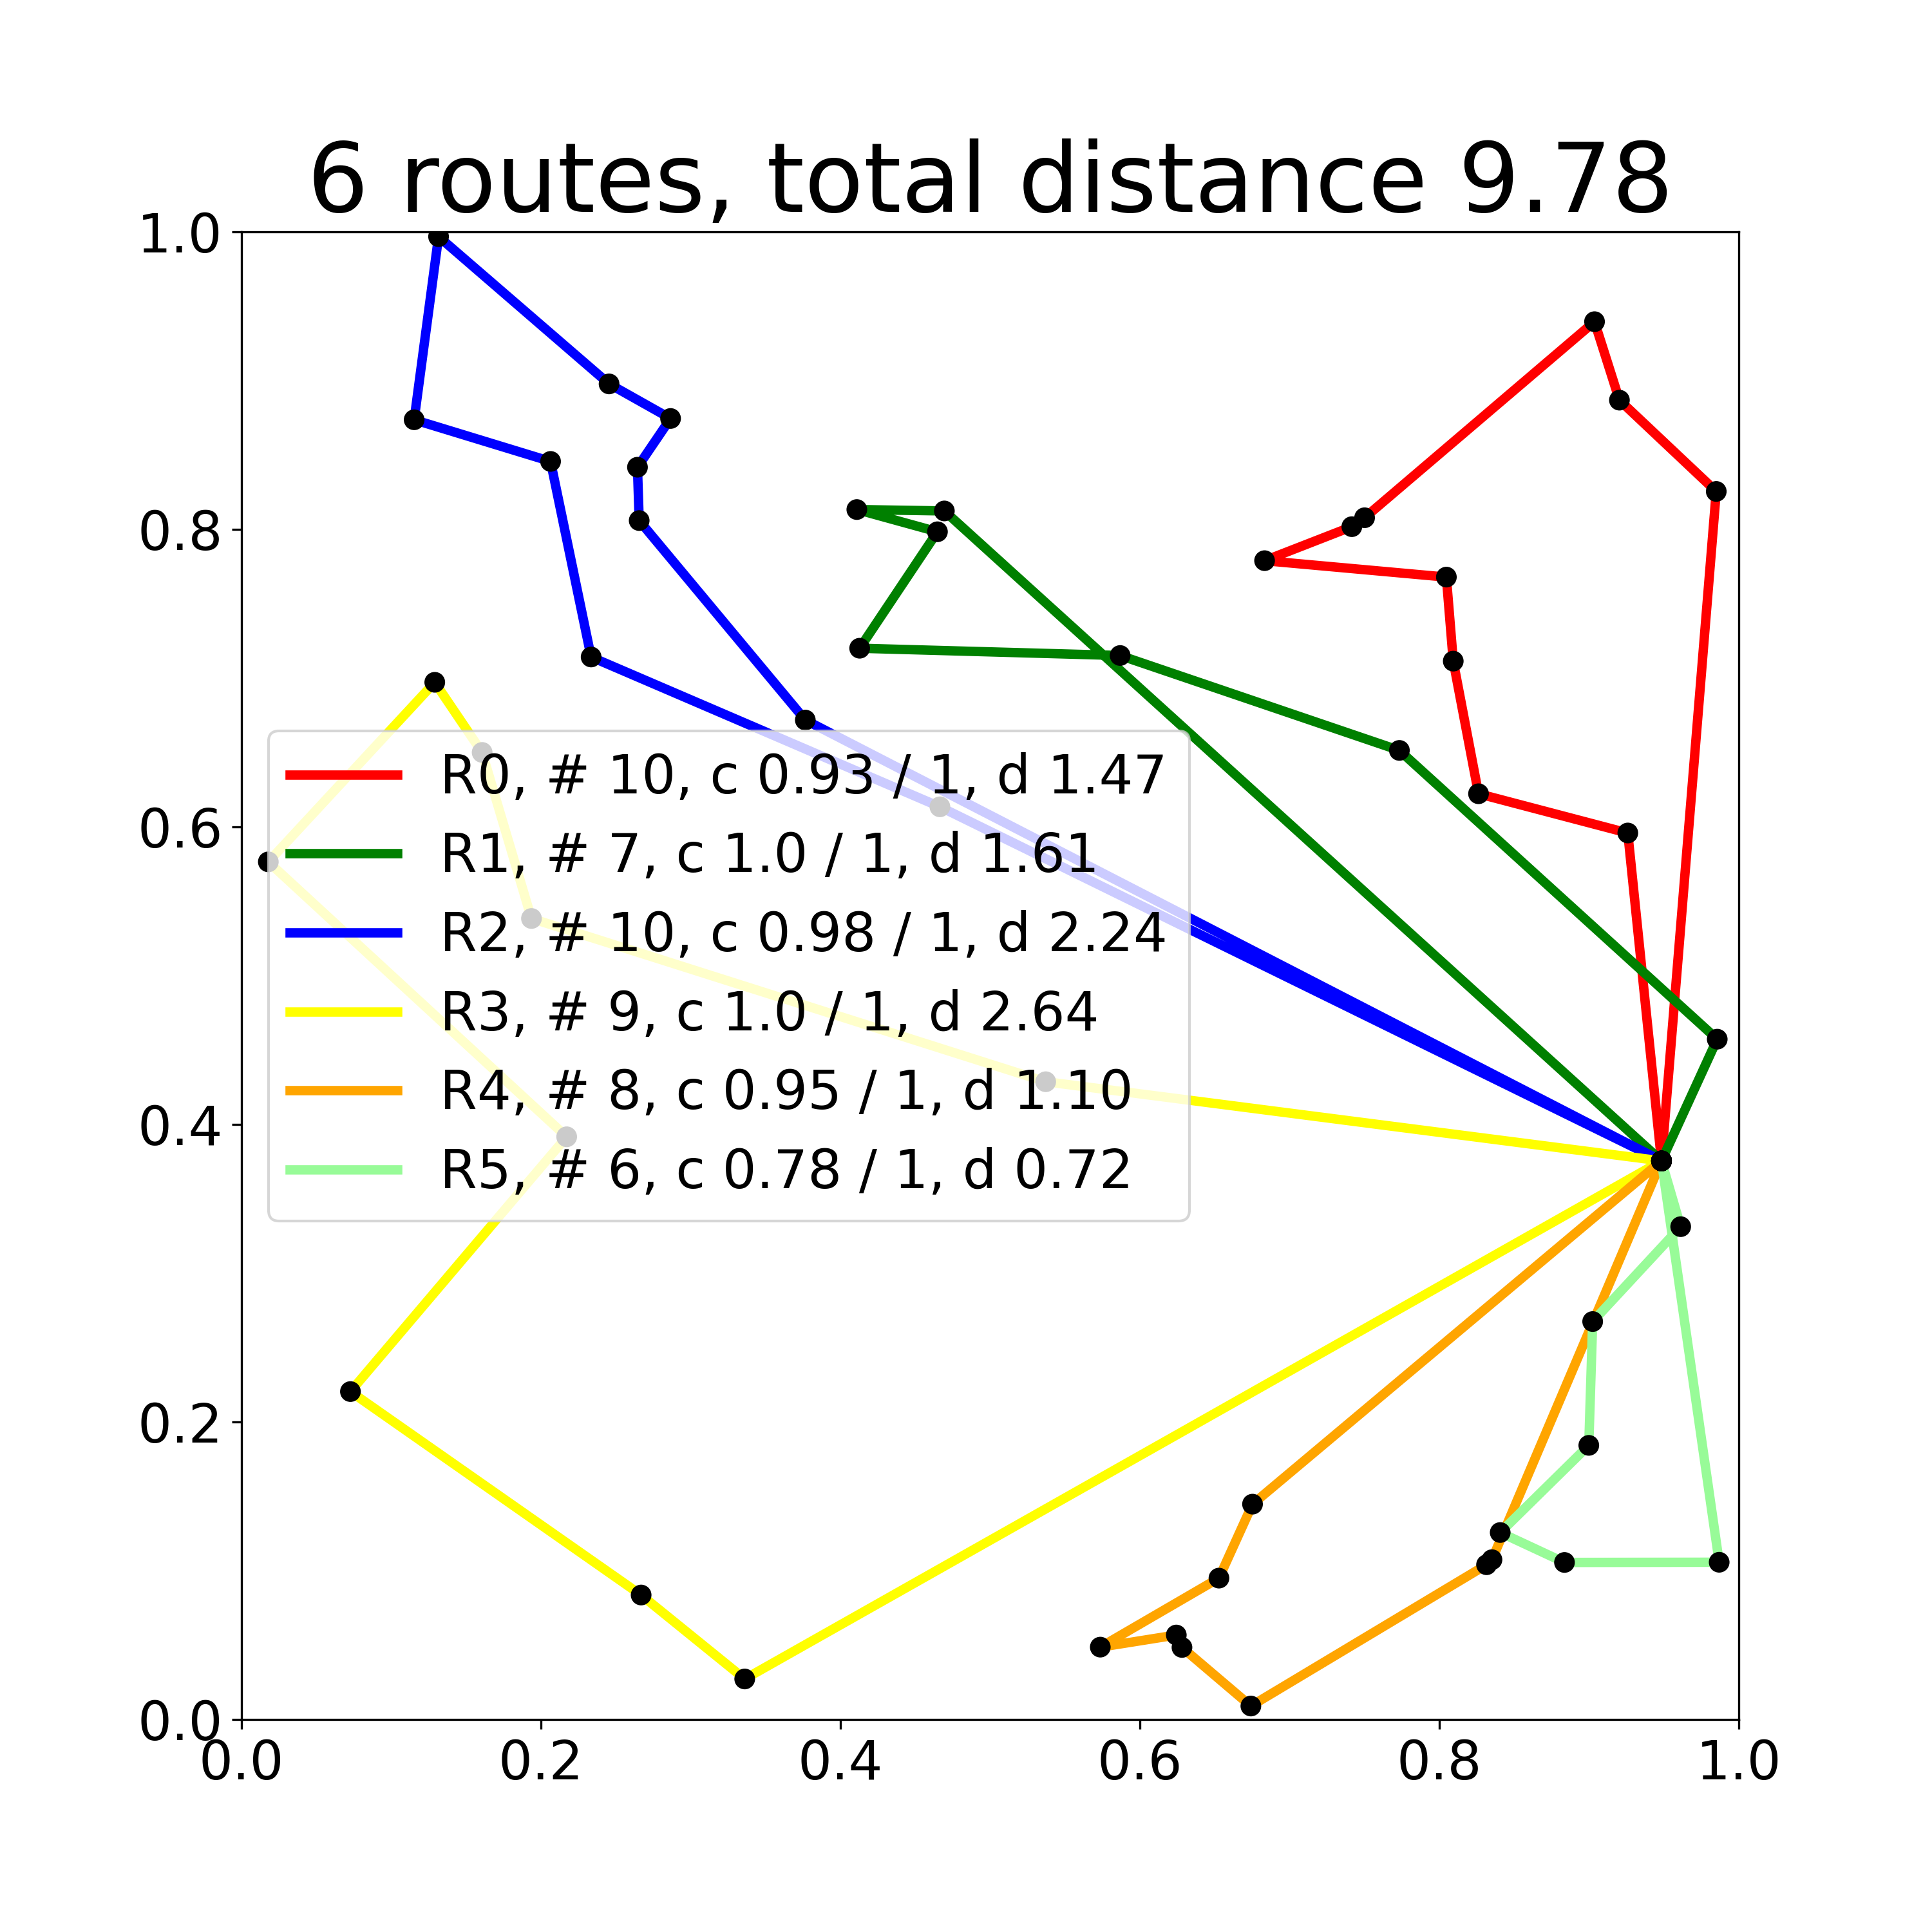 6 routes, total distance 9.78
1.0
0.8
0.6
0.4
0.2
0.0
R0, # 10, c 0.93 / 1, d 1.47
R1, # 7, c 1.0 / 1, d 1.61
R2, # 10, c 0.98 / 1, d 2.24
R3, # 9, c 1.0 / 1, d 2.64
R4, # 8, c 0.95 / 1, d 1.10
R5, # 6, c 0.78 / 1, d 0.72
0.0 0.2 0.4 0.6 0.8 1.0